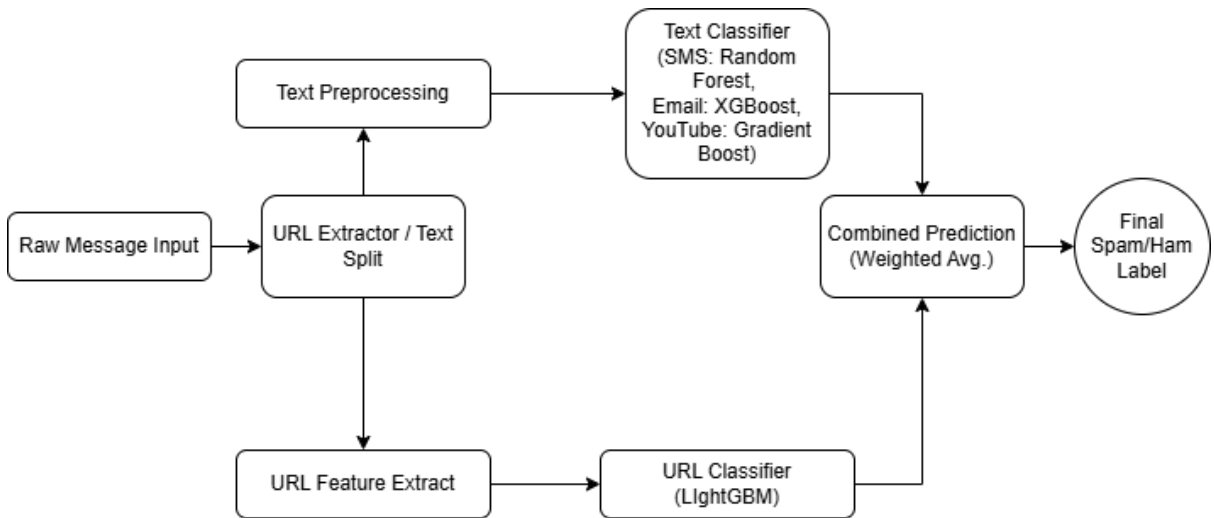 Text Classifier
(SMS: Random
Forest,
Email: XGBoost,
YouTube: Gradient
Boost)
Text Preprocessing
Raw Message Input
URL Extractor / Text
Split
Combined Prediction
(Weighted Avg.)
Final
Spam/Ham
Label
URL Feature Extract
URL Classifier
(LIghtGBM)